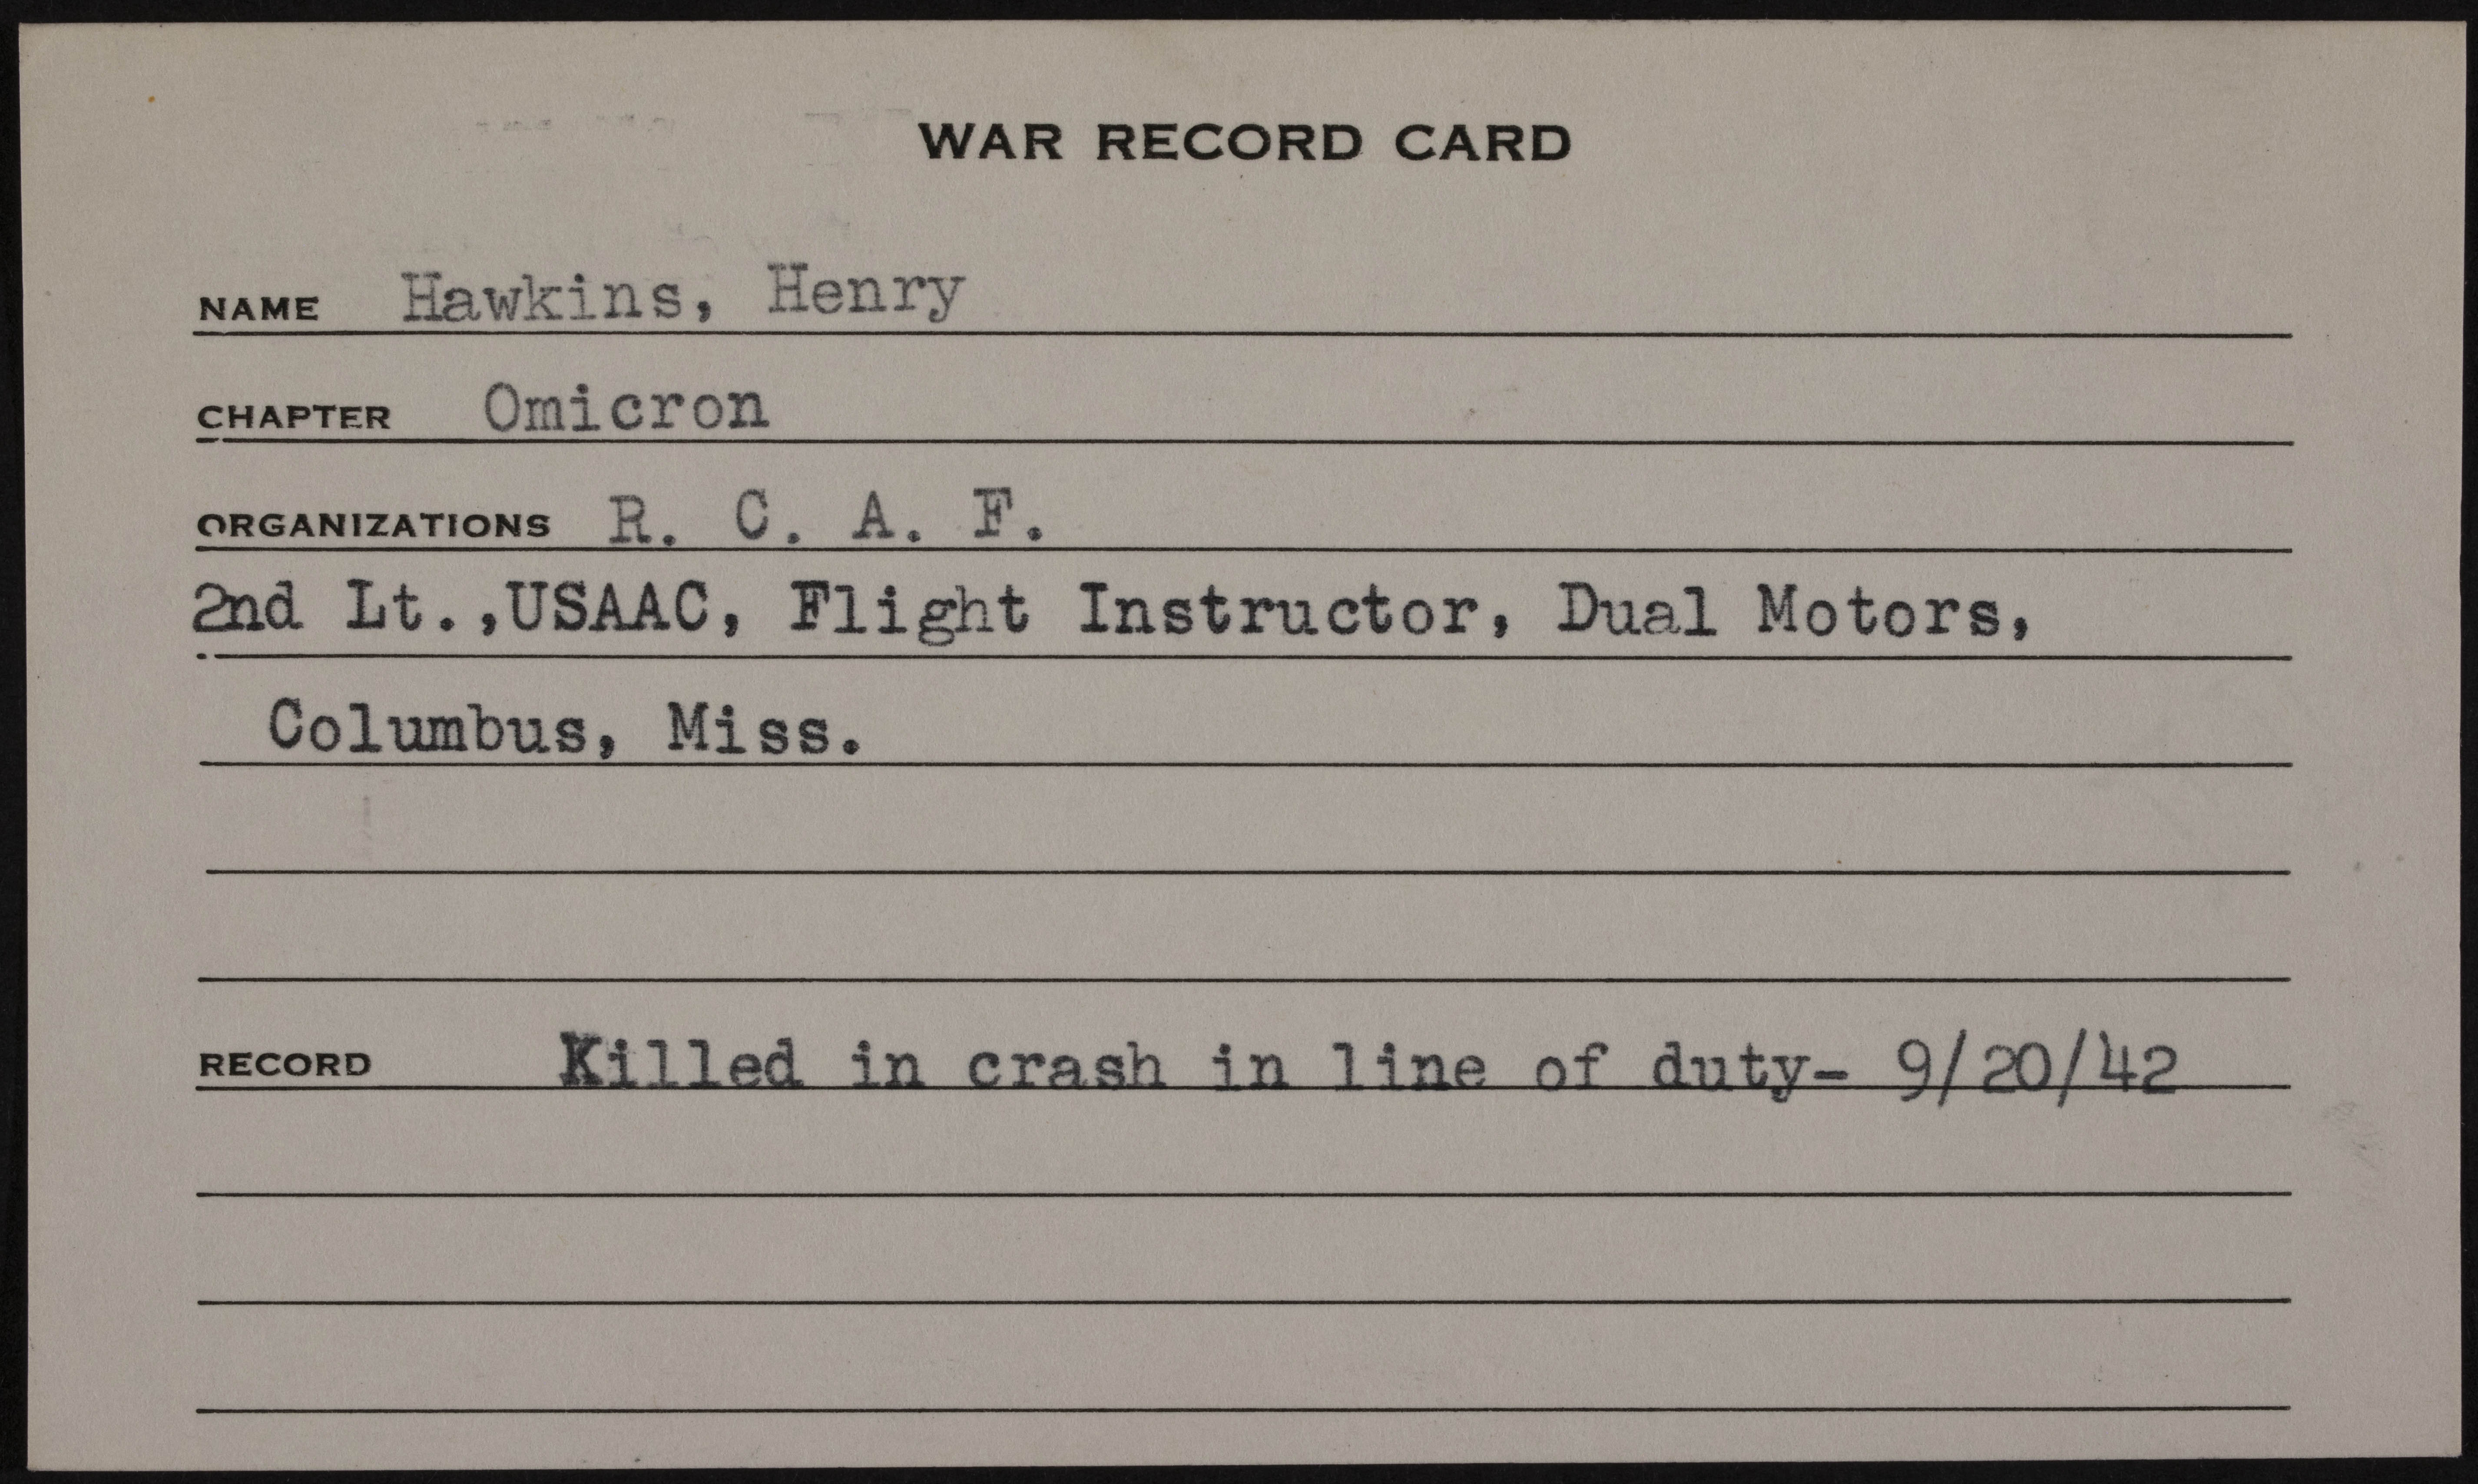 WAR RECORD CARD
NAME Hawkins, Henry
CHAPTER Omicron
ORGANIZATIONS R. C. A. F.
2nd Lt.,USAAC, Flight Instructor, Dual Motors,
Columbus, Miss.
RECORD Killed in crash in line of duty- 9/20/42